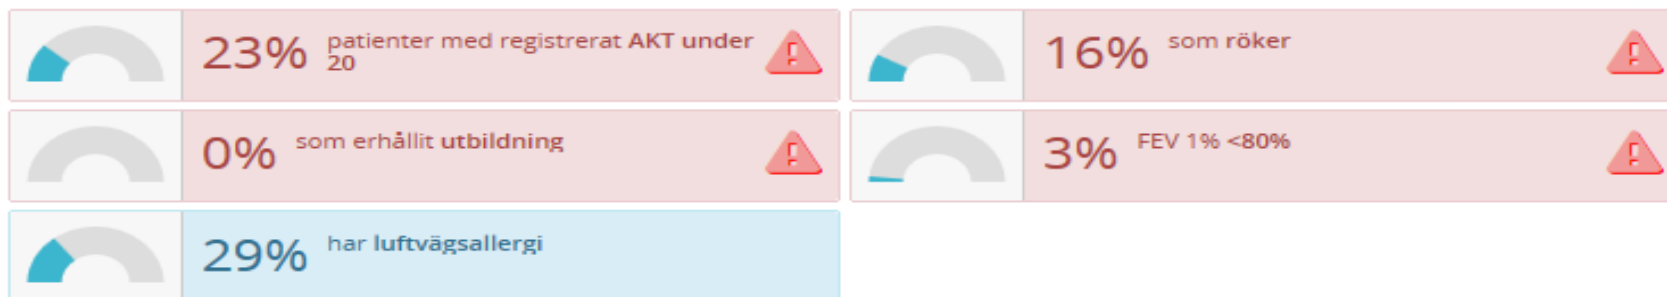 23% patienter med registrerat AKT under
20
16% som röker
0% som erhållit utbildning
3% FEV 1% <80%
29% har luftvägsallergi